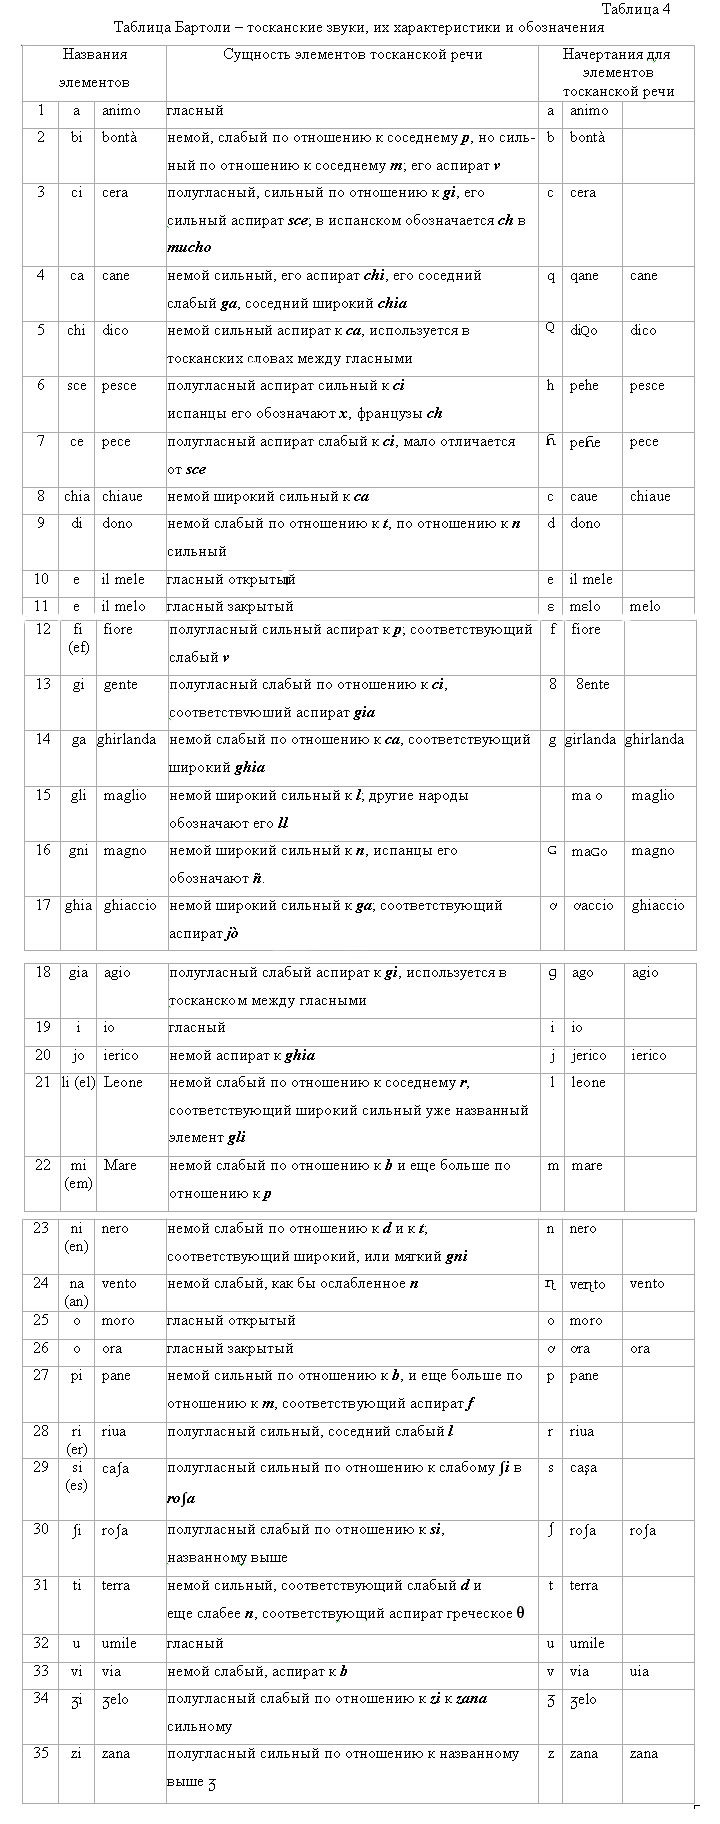 Таблица 4
Таблица Бартоли – тосканские звуки, их характеристики и обозначения
Названия Сущность элементов тосканской речи Начертания для
элементов элементов
тосканской речи
1 a animo гласный a animo
2 bi bontà немой, слабый по отношению к соседнему p, но силь- b bontà
ный по отношению к соседнему m; его аспират v
3 ci cera полугласный, сильный по отношению к gi, его c cera
сильный аспират sce; в испанском обозначается ch в
mucho
4 ca cane немой сильный, его аспират chi, его соседний q qane cane
слабый ga, соседний широкий chia
5 chi dico немой сильный аспират к ca, используется в Q diQo dico
тосканских словах между гласными
6 sce pesce полугласный аспират сильный к ci h pehe pesce
испанцы его обозначают x, французы ch
7 ce pece полугласный аспират слабый к ci, мало отличается pece
от sce
8 chia chiaue немой широкий сильный к ca c caue chiaue
9 di dono немой слабый по отношению к t, по отношению к n d dono
сильный
10 e il mele гласный открытый e il mele
11 e il melo гласный закрытый ε mεlo melo
12 fi fiore полугласный сильный аспират к p; соответствующий f fiore
(ef) слабый v
13 gi gente полугласный слабый по отношению к ci, 8 8ente
соответствующий аспират gia
14 ga ghirlanda немой слабый по отношению к ca, соответствующий g girlanda ghirlanda
широкий ghia
15 gli maglio немой широкий сильный к l; другие народы ma o maglio
обозначают его ll
16 gni magno немой широкий сильный к n, испанцы его G maGo magno
обозначают ñ.
17 ghia ghiaccio немой широкий сильный к ga; соответствующий ơ ơaccio ghiaccio
аспират jò
18 gia agio полугласный слабый аспират к gi, используется в g ago agio
тосканском между гласными
19 i io гласный i io
20 jo ierico немой аспират к ghia j jerico ierico
21 li (el) Leone немой слабый по отношению к соседнему r, l leone
соответствующий широкий сильный уже названный
элемент gli
22 mi Mare немой слабый по отношению к b и еще больше по m mare
(em) отношению к p
23 ni nero немой слабый по отношению к d и к t; n nero
(en) соответствующий широкий, или мягкий gni
24 na vento немой слабый, как бы ослабленное n vento
(an)
25 o moro гласный открытый o moro
26 o ora гласный закрытый ơ ơra ora
27 pi pane немой сильный по отношению к b, и еще больше по p pane
отношению к m, соответствующий аспират f
28 ri riua полугласный сильный, соседний слабый l r riua
(er)
29 si caʃa полугласный сильный по отношению к слабому ʃi в s caşa
(es) roʃa
30 ʃi roʃa полугласный слабый по отношению к si, ʃ roʃa roʃa
названному выше
31 ti terra немой сильный, соответствующий слабый d и t terra
еще слабее n, соответствующий аспират греческое θ
32 u umile гласный u umile
33 vi via немой слабый, аспират к b v via uia
34 ʒi ʒelo полугласный слабый по отношению к zi к zana ʒ ʒelo
сильному
35 zi zana полугласный сильный по отношению к названному z zana zana
выше ʒ